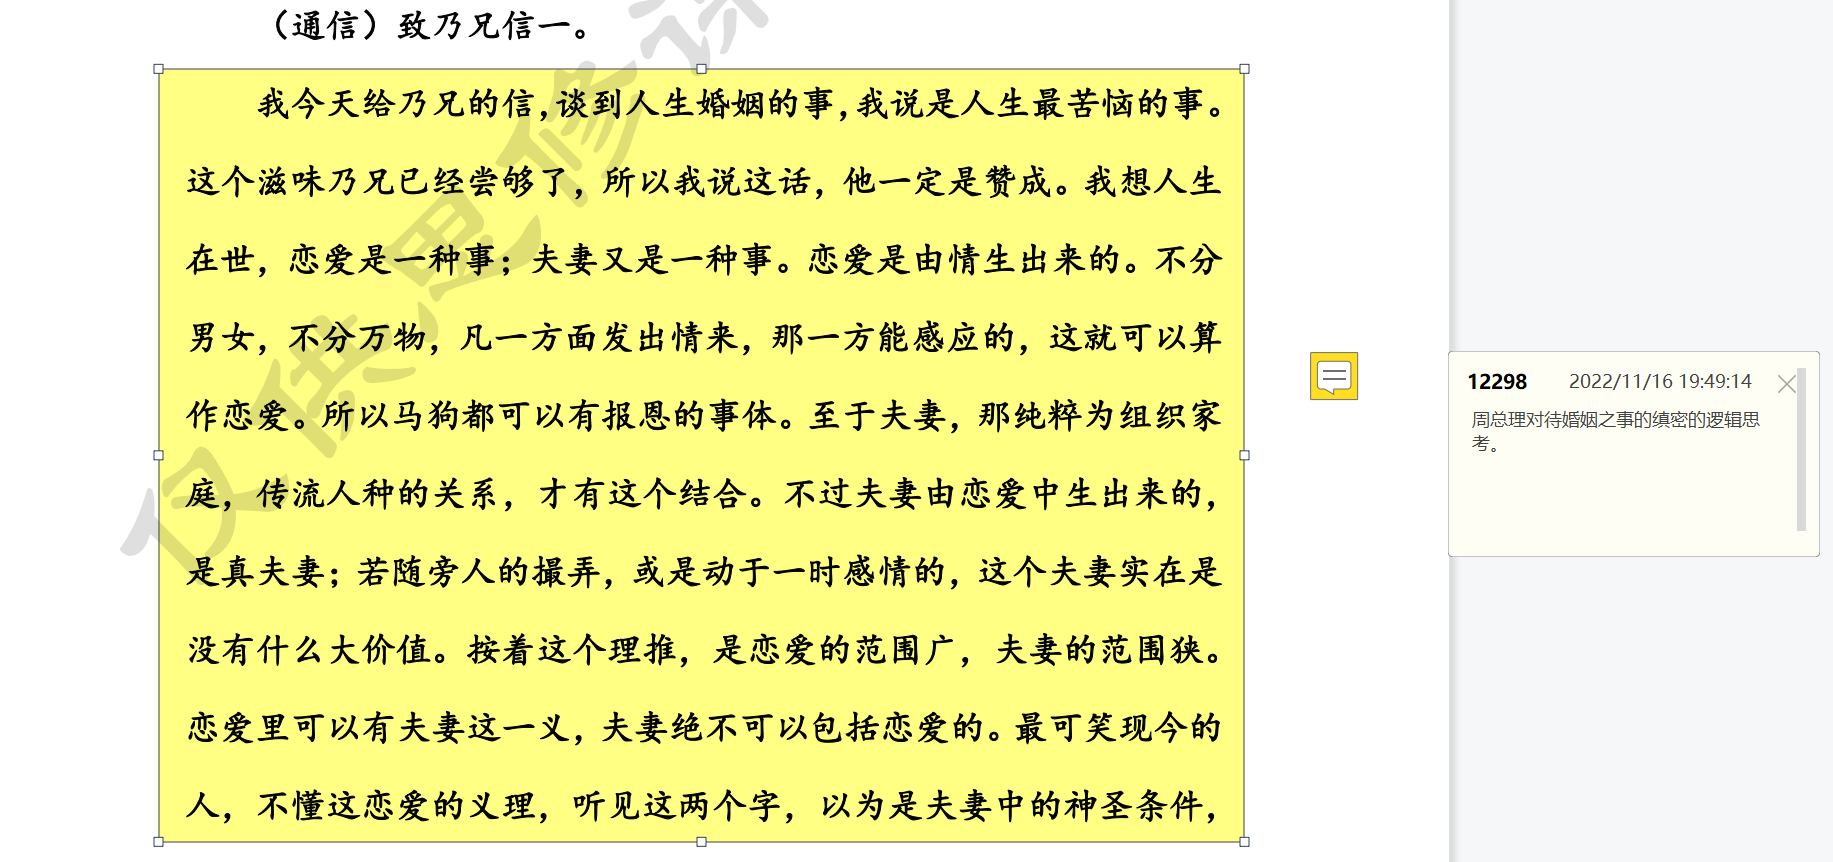 （通信）致乃兄信一。
我今天给乃兄的信,谈到人生婚姻的事,我说是人生最苦恼的事。
这个滋味乃兄已经尝够了，所以我说这话，他一定是赞成。我想人生
在世，恋爱是一种事；夫妻又是一种事。恋爱是由情生出来的。不分
男女，不分万物，凡一方面发出情来，那一方能感应的，这就可以算
作恋爱。所以马狗都可以有报恩的事体。至于夫妻，那纯粹为组织家
庭，传流人种的关系，才有这个结合。不过夫妻由恋爱中生出来的，
是真夫妻；若随旁人的撮弄，或是动于一时感情的，这个夫妻实在是
没有什么大价值。按着这个理推，是恋爱的范围广，夫妻的范围狭。
恋爱里可以有夫妻这一义，夫妻绝不可以包括恋爱的。最可笑现今的
人，不懂这恋爱的义理，听见这两个字，以为是夫妻中的神圣条件，
仅供思修课
12298 2022/11/16 19:49:14
周总理对待婚姻之事的缜密的逻辑思
考。